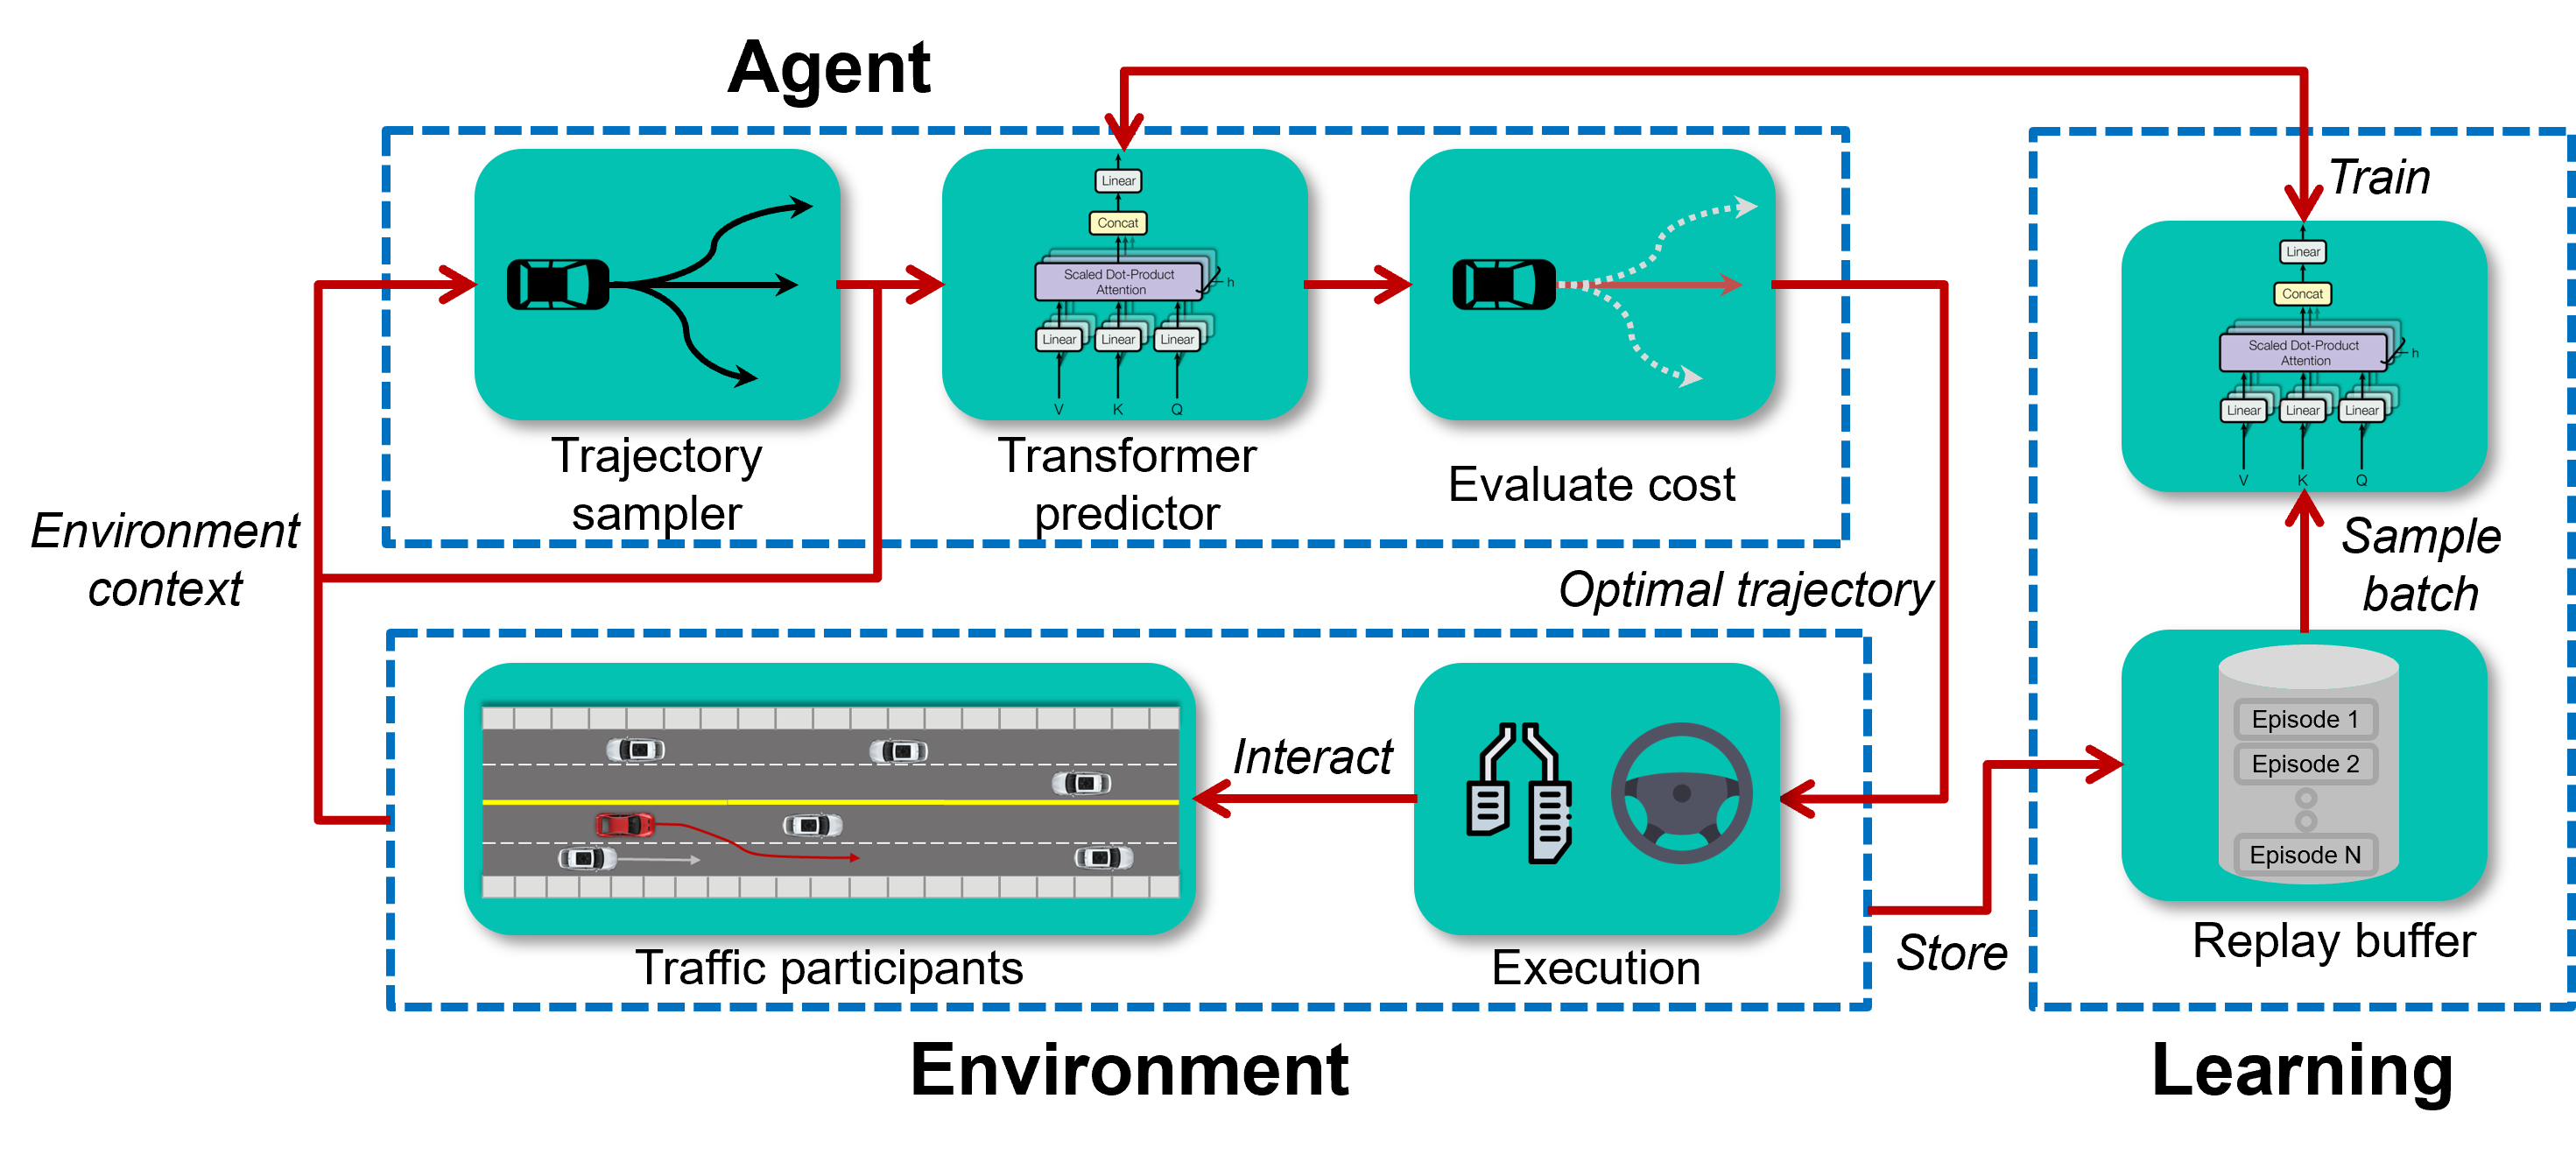 Agent
Linear
Concat
Scaled Dot-Product
Attention
h
Linear
Linear
Linear
V
K
Q
Trajectory
sampler
Transformer
predictor
Evaluate cost
Environment
context
Optimal trajectory
Interact
Traffic participants
Execution
Environment
Store
Train
Linear
Concat
Scaled Dot-Product
Attention
h
Linear
Linear
Linear
V
K
Q
Sample
batch
Episode 1
Episode 2
Episode N
Replay buffer
Learning